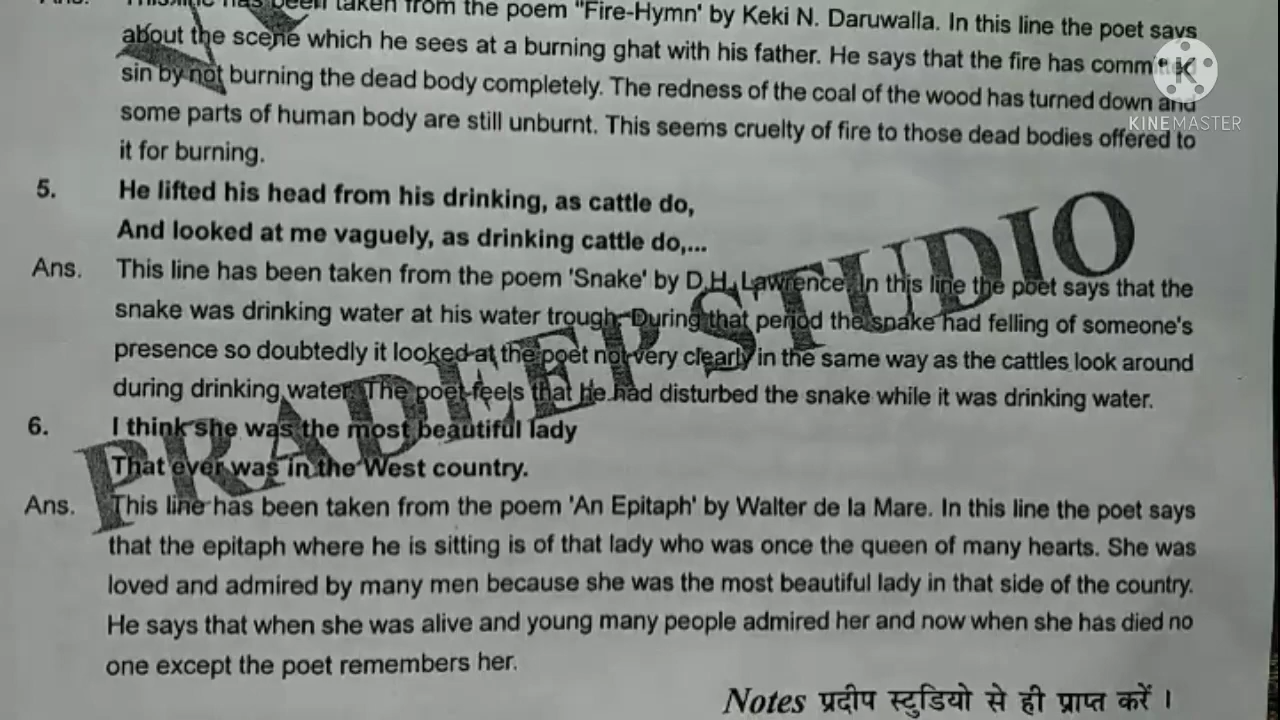 Ans. This line has been taken from the poem "Fire-Hymn' by Keki N. Daruwalla. In this line the poet says
about the scene which he sees at a burning ghat with his father. He says that the fire has committed
sin by not burning the dead body completely. The redness of the coal of the wood has turned down and
some parts of human body are still unburnt. This seems cruelty of fire to those dead bodies offered to
it for burning.
KINEMASTER
5. He lifted his head from his drinking, as cattle do,
And looked at me vaguely, as drinking cattle do,...
Ans. This line has been taken from the poem 'Snake' by D.H. Lawrence. In this line the poet says that the
snake was drinking water at his water trough. During that period the snake had felling of someone's
presence so doubtedly it looked at the poet not very clearly in the same way as the cattles look around
during drinking water. The poet feels that he had disturbed the snake while it was drinking water.
6. I think she was the most beautiful lady
That ever was in the West country.
Ans. This line has been taken from the poem 'An Epitaph' by Walter de la Mare. In this line the poet says
that the epitaph where he is sitting is of that lady who was once the queen of many hearts. She was
loved and admired by many men because she was the most beautiful lady in that side of the country.
He says that when she was alive and young many people admired her and now when she has died no
one except the poet remembers her.
PRADEEP STUDIO
Notes प्रदीप स्टुडियो से ही प्राप्त करें ।